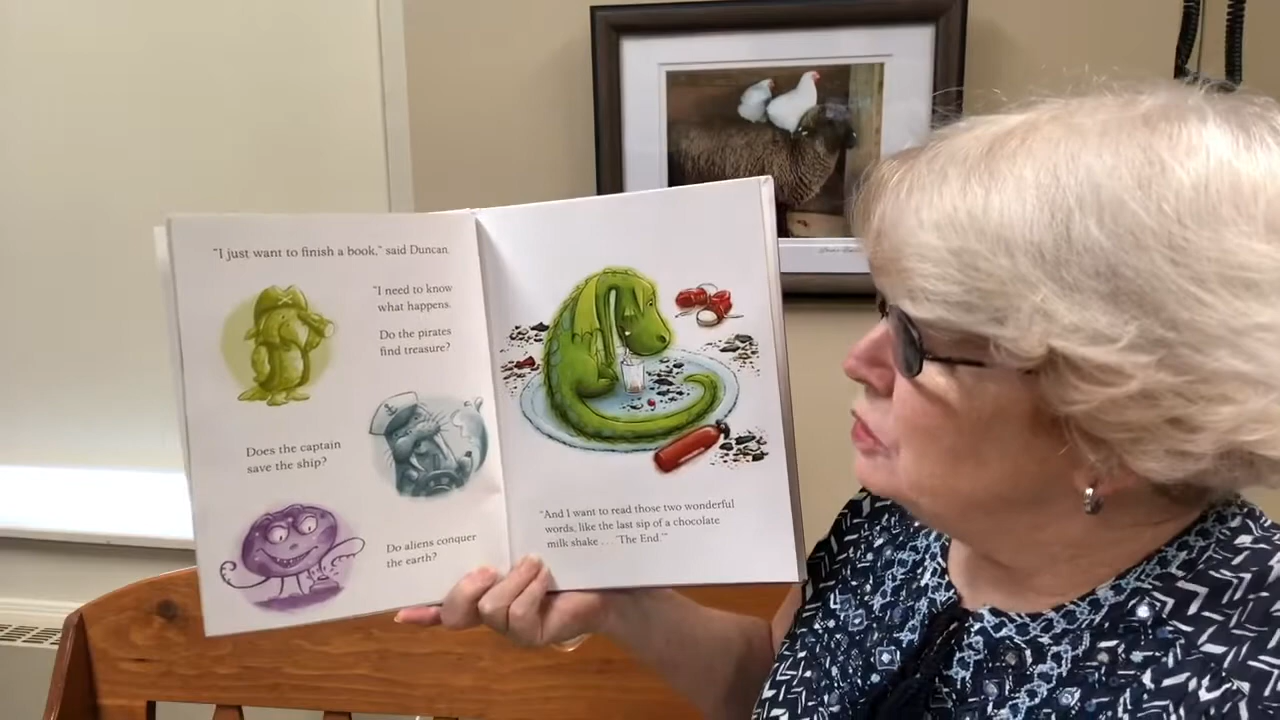 "I just want to finish a book," said Duncan.
"I need to know
what happens.
Do the pirates
find treasure?
Does the captain
save the ship?
Do aliens conquer
the earth?
"And I want to read those two wonderful
words, like the last sip of a chocolate
milk shake . . . 'The End.'"